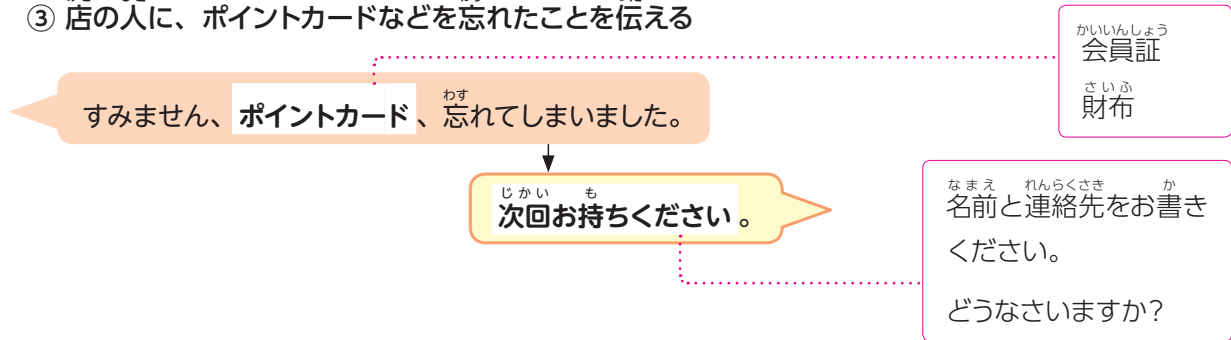 ③ 店の人に、ポイントカードなどを忘れたことを伝える
かいいんしょう
会員証
さいふ
財布
わす
すみません、ポイントカード、忘れてしまいました。
じかい も
次回お持ちください。
なまえ れんらくさき か
名前と連絡先をお書き
ください。
どうなさいますか?